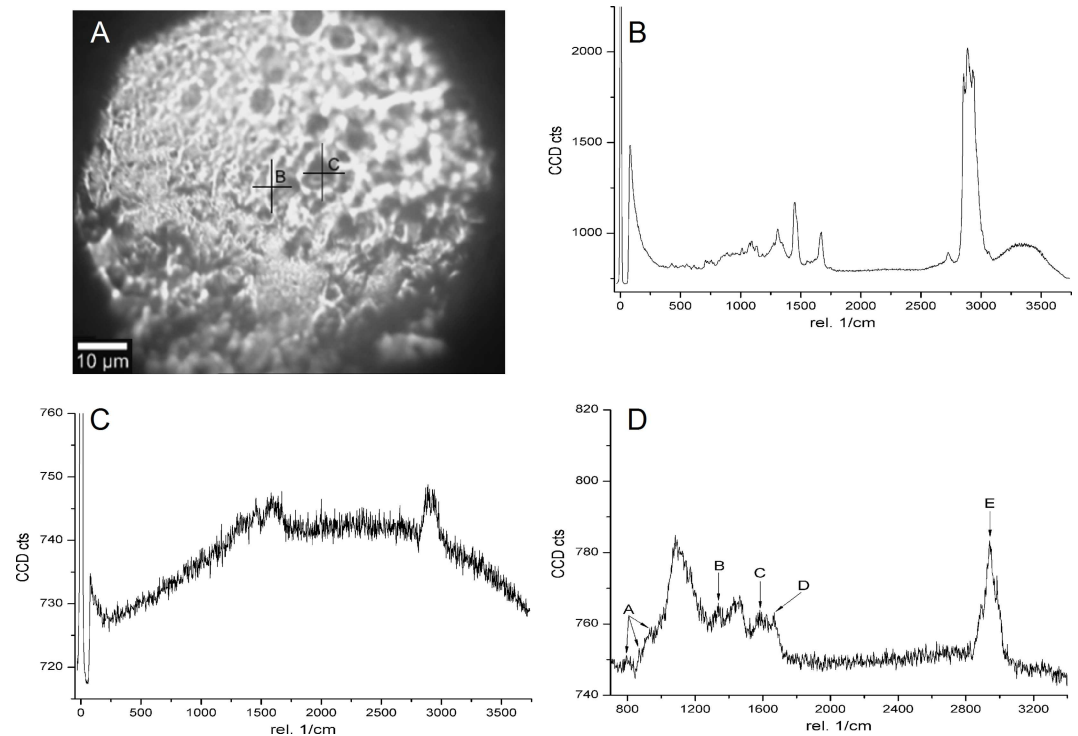 A
B
C
10 µm
B
CCD cts
2500
2000
1500
1000
0 500 1000 1500 2000 2500 3000 3500
rel. 1/cm
C
CCD cts
760
750
740
730
720
0 500 1000 1500 2000 2500 3000 3500
rel. 1/cm
D
CCD cts
820
800
780
760
740
A
B
C
D
E
800 1200 1600 2000 2400 2800 3200
rel. 1/cm